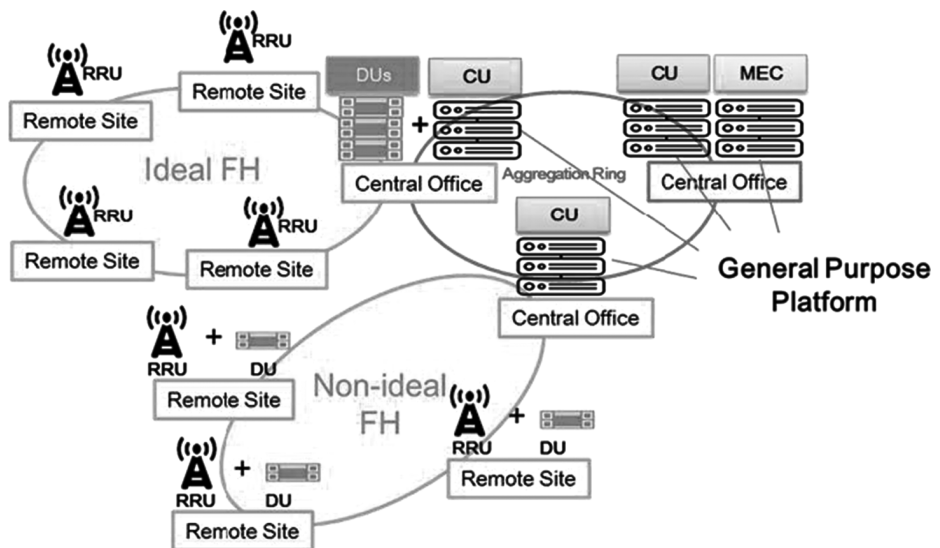 RRU
Remote Site
RRU
Remote Site
DUs
+
CU
Central Office
CU
MEC
Central Office
Ideal FH
Aggregation Ring
RRU
Remote Site
RRU
Remote Site
CU
Central Office
General Purpose
Platform
RRU
+
DU
Remote Site
Non-ideal
FH
RRU
+
DU
Remote Site
RRU
+
DU
Remote Site